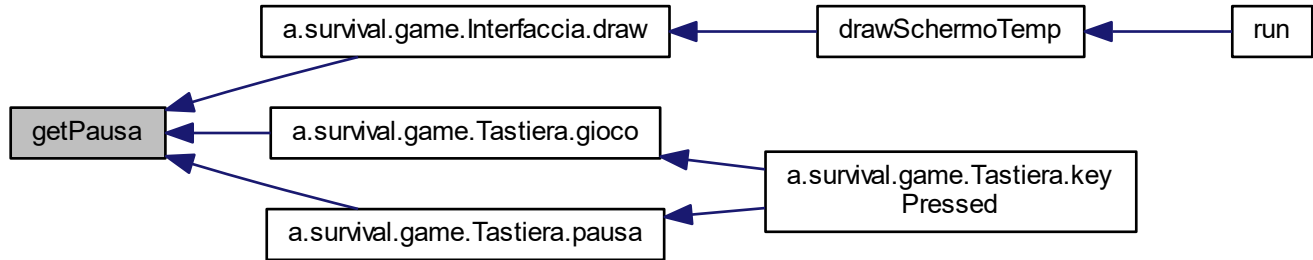 a.survival.game.Interfaccia.draw
drawSchermoTemp
run
getPausa
a.survival.game.Tastiera.gioco
a.survival.game.Tastiera.key
Pressed
a.survival.game.Tastiera.pausa